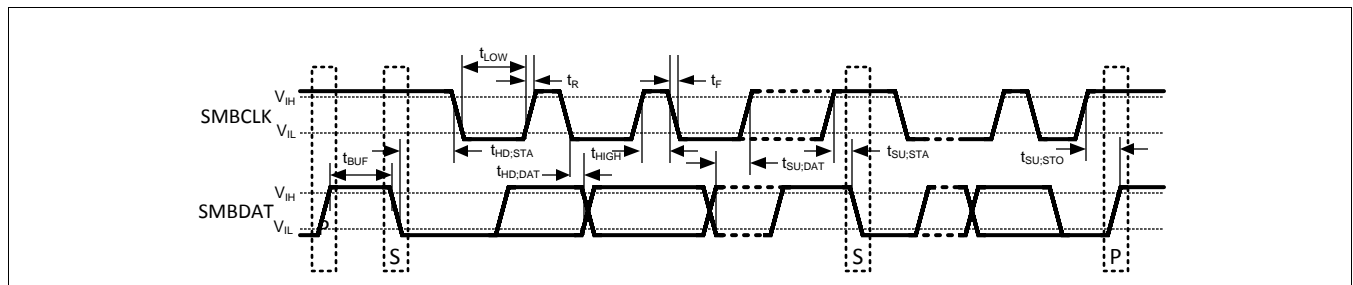 tLOW
tR
tF
VIH
SMBCLK
VIL
tBUF
tHD;STA
tHIGH
tSU;DAT
tSU;STA
tSU;STO
tHD;DAT
VIH
SMBDAT
VIL
P
S
S
P